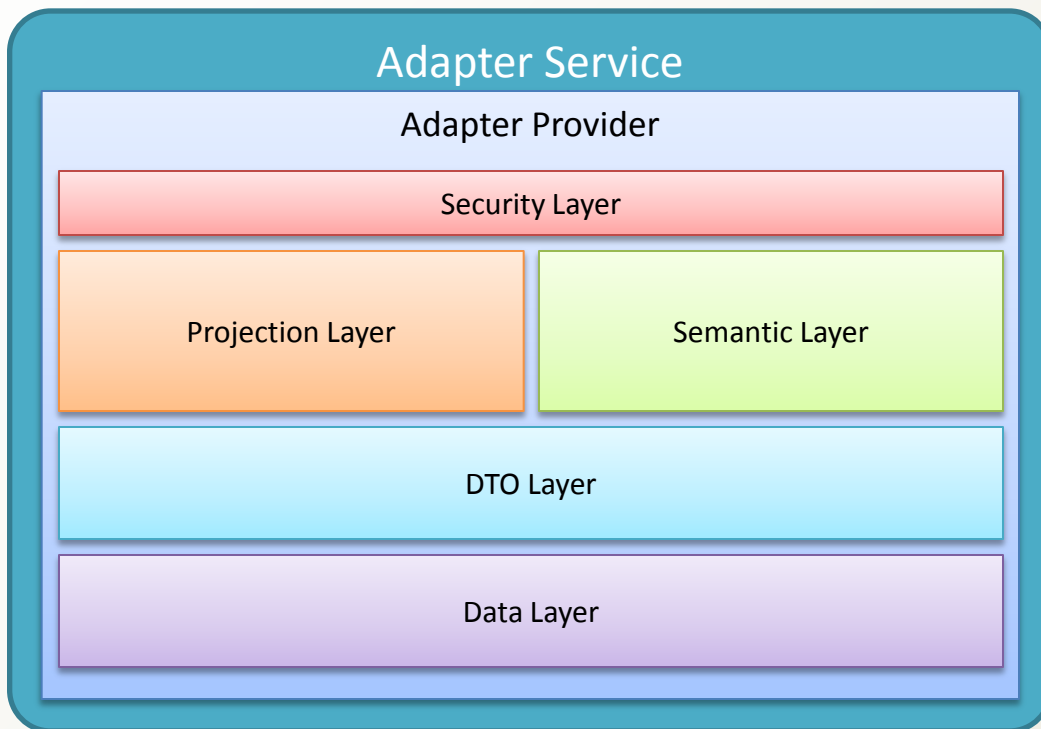 Adapter Service
Adapter Provider
Security Layer
Projection Layer
Semantic Layer
DTO Layer
Data Layer